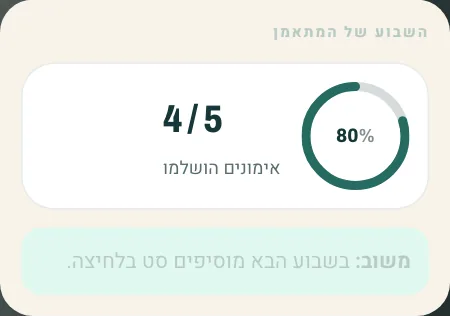 השבוע של המתאמן
80%
4/5
אימונים הושלמו
משוב: בשבוע הבא מוסיפים סט בלחיצה.